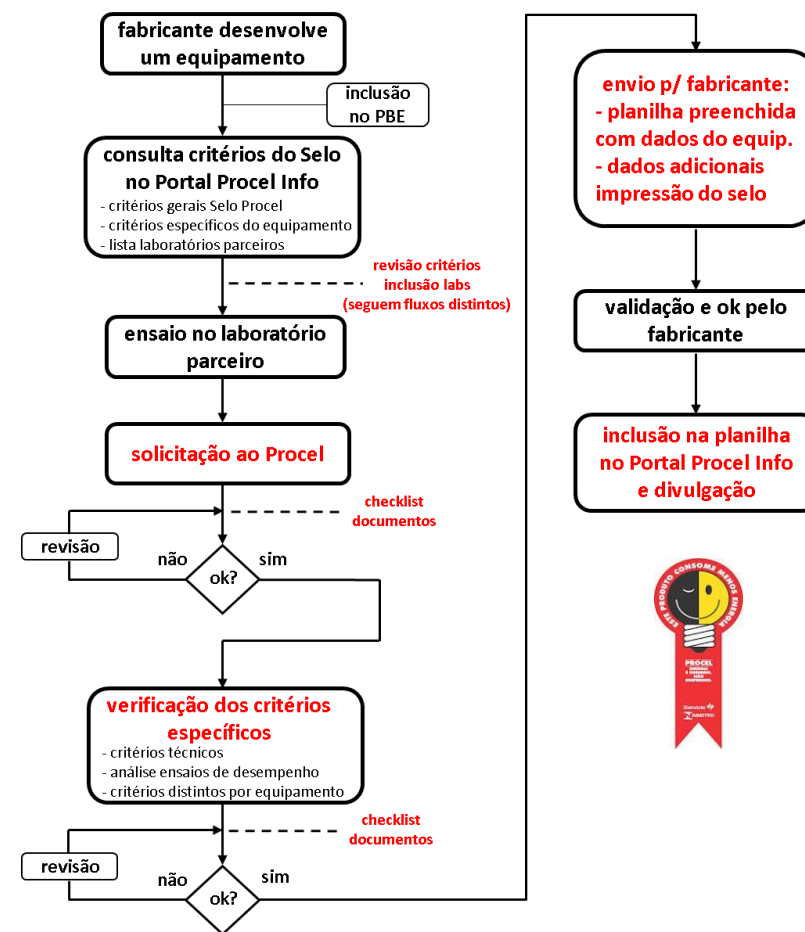 fabricante desenvolve
um equipamento
inclusão
no PBE
consulta critérios do Selo
no Portal Procel Info
- critérios gerais Selo Procel
- critérios específicos do equipamento
- lista laboratórios parceiros
revisão critérios
inclusão labs
(seguem fluxos distintos)
ensaio no laboratório
parceiro
solicitação ao Procel
checklist
documentos
revisão
não
sim
ok?
verificação dos critérios
específicos
- critérios técnicos
- análise ensaios de desempenho
- critérios distintos por equipamento
checklist
documentos
revisão
não
sim
ok?
envio p/ fabricante:
- planilha preenchida
com dados do equip.
- dados adicionais
impressão do selo
validação e ok pelo
fabricante
inclusão na planilha
no Portal Procel Info
e divulgação
ESTE PRODUTO CONSOME MENOS ENERGIA
PROCEL
INMETRO